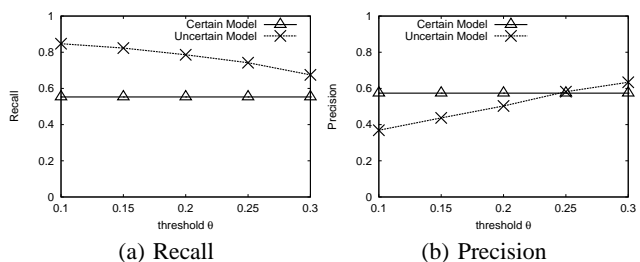 Certain Model
Uncertain Model
1
0.8
0.6
0.4
0.2
0
Recall
0.1 0.15 0.2 0.25 0.3
threshold θ
(a) Recall
Certain Model
Uncertain Model
1
0.8
0.6
0.4
0.2
0
Precision
0.1 0.15 0.2 0.25 0.3
threshold θ
(b) Precision